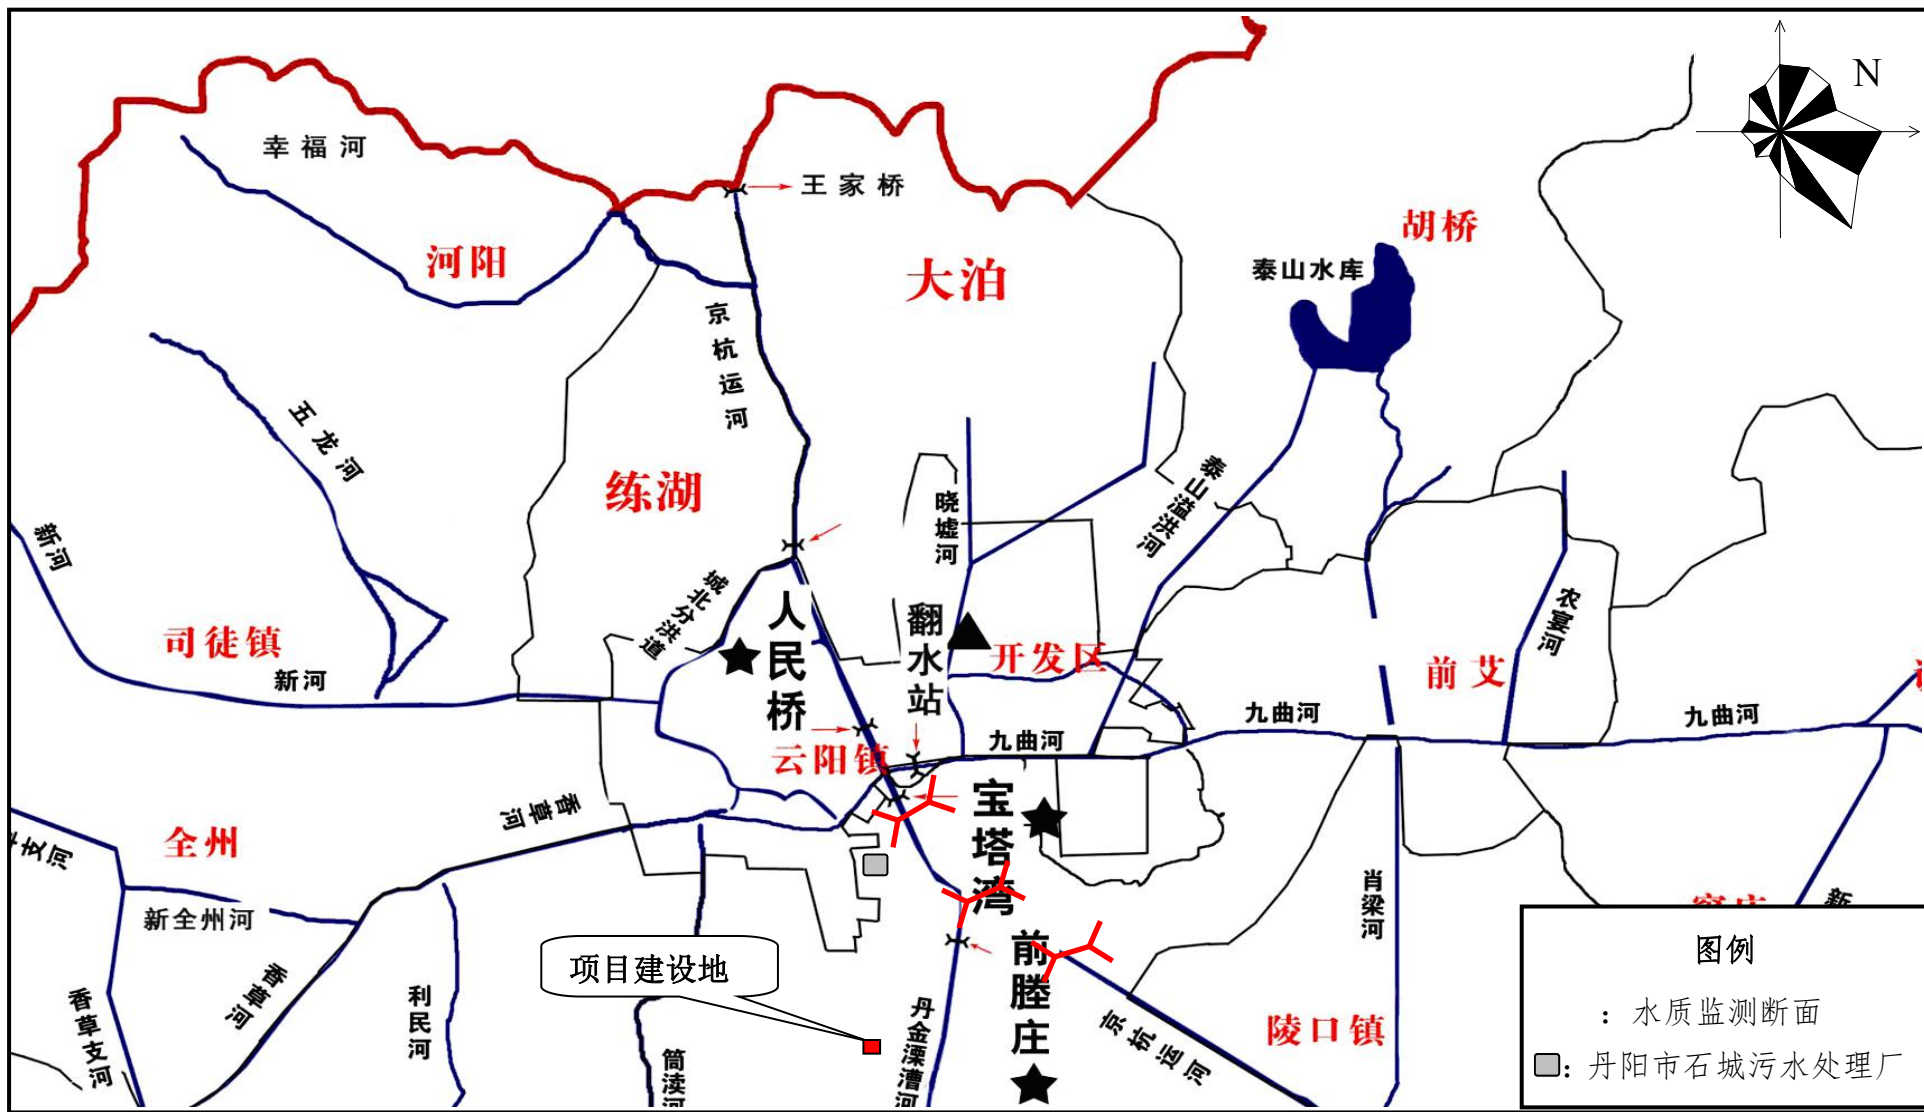 N
幸福河
王家桥
胡桥
河阳
大泊
泰山水库
京杭运河
五龙河
练湖
晓墟河
泰山溢洪河
新河
城北分洪道
人民桥
翻水站
农宴河
司徒镇
开发区
前艾
新河
九曲河
九曲河
九曲河
云阳镇
宝塔湾
香草河
全州
支河
肖梁河
新全州河
新
图例
前塍庄
项目建设地
香草河
利民河
香草支河
丹金溧漕河
京杭运河
陵口镇
筒渎河
：水质监测断面
：丹阳市石城污水处理厂